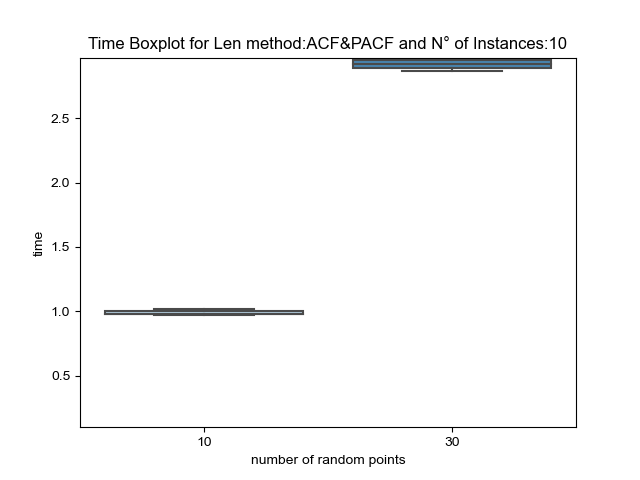 Time Boxplot for Len method:ACF&PACF and N° of Instances:10
2.5
2.0
1.5
1.0
0.5
time
10
30
number of random points